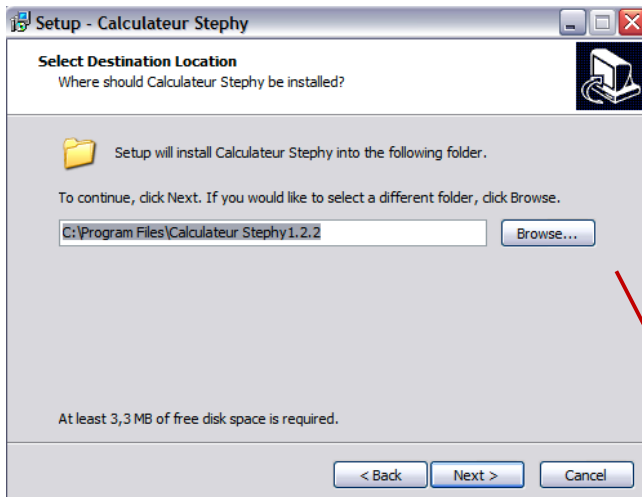 Setup - Calculateur Stephy
Select Destination Location
Where should Calculateur Stephy be installed?
Setup will install Calculateur Stephy into the following folder.
To continue, click Next. If you would like to select a different folder, click Browse.
C:\Program Files\Calculateur Stephy1.2.2
Browse...
At least 3,3 MB of free disk space is required.
< Back
Next >
Cancel